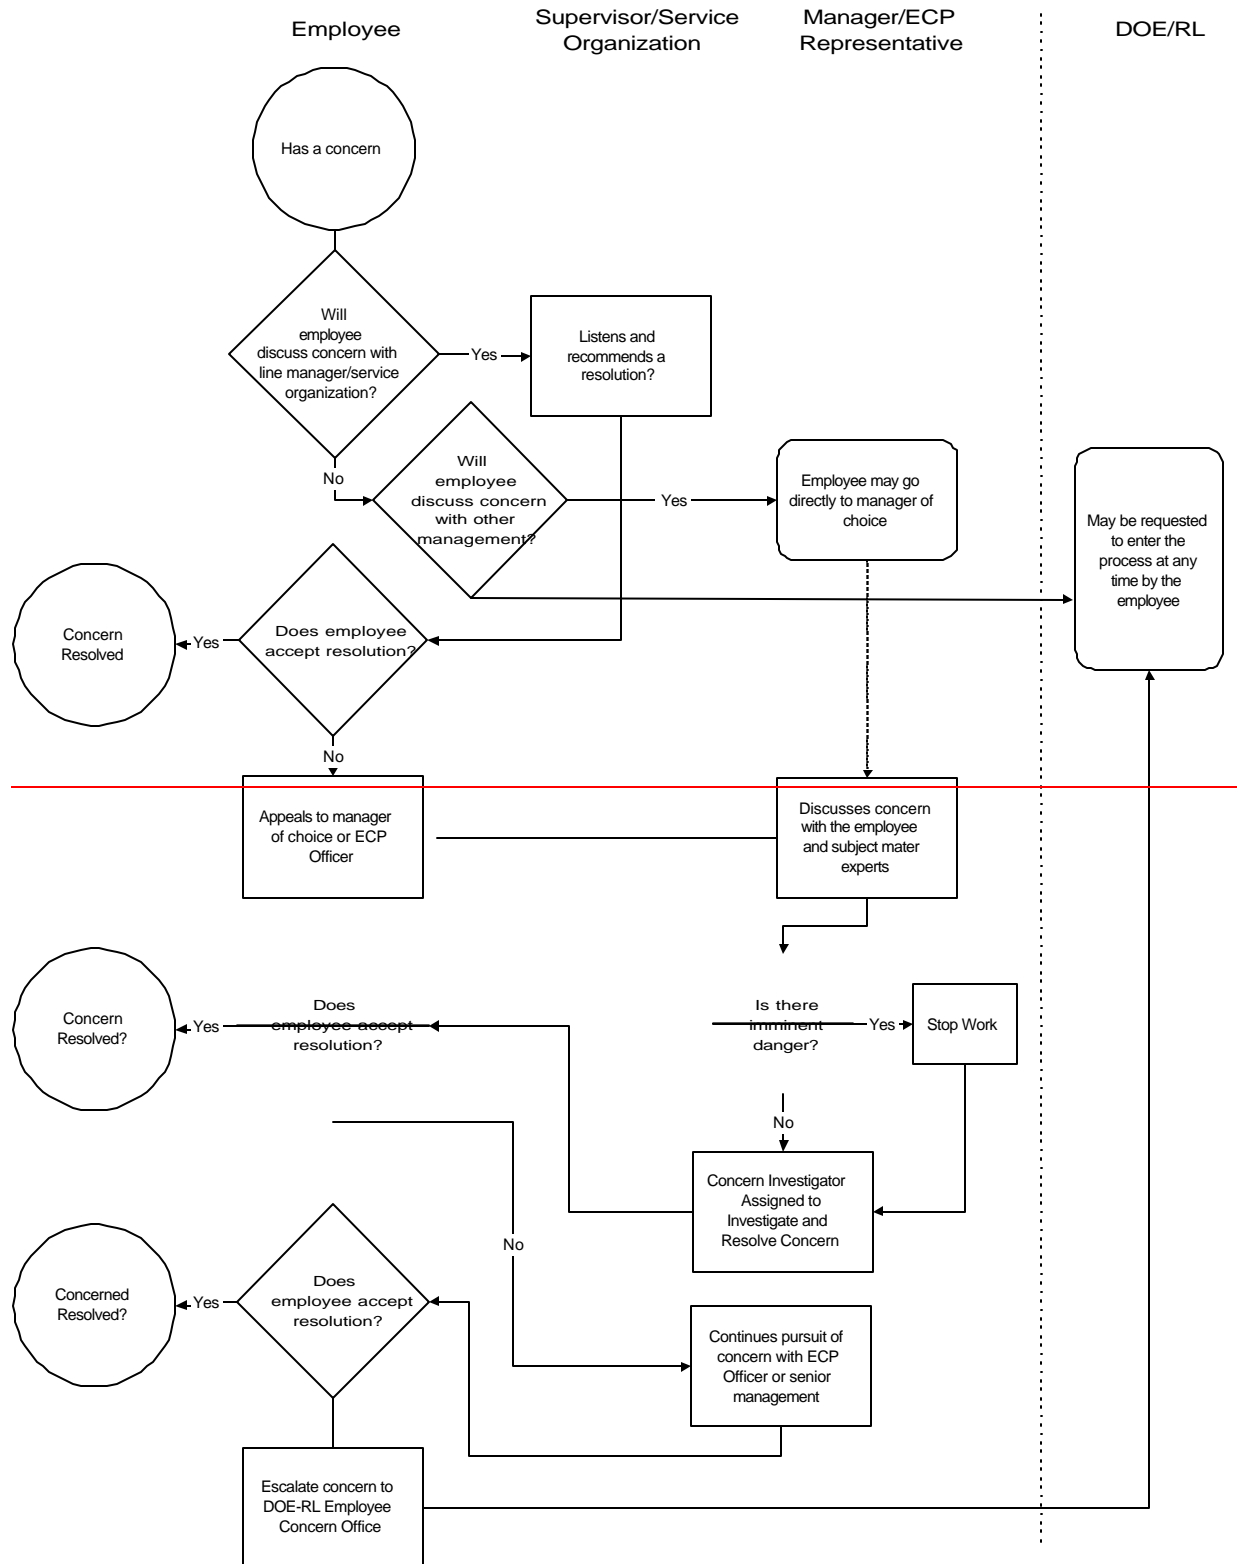 Employee
Supervisor/Service
Organization
Manager/ECP
Representative
DOE/RL
Has a concern
Will
employee
discuss concern with
line manager/service
organization?
Yes
Listens and
recommends a
resolution?
No
Will
employee
discuss concern
with other
management?
Yes
Employee may go
directly to manager of
choice
May be requested
to enter the
process at any
time by the
employee
Concern
Resolved
Yes
Does employee
accept resolution?
No
Appeals to manager
of choice or ECP
Officer
Discusses concern
with the employee
and subject mater
experts
Concern
Resolved?
Yes
Does
employee accept
resolution?
Is there
imminent
danger?
Yes
Stop Work
No
Concern Investigator
Assigned to
Investigate and
Resolve Concern
No
Concerned
Resolved?
Yes
Does
employee accept
resolution?
Continues pursuit of
concern with ECP
Officer or senior
management
Escalate concern to
DOE-RL Employee
Concern Office